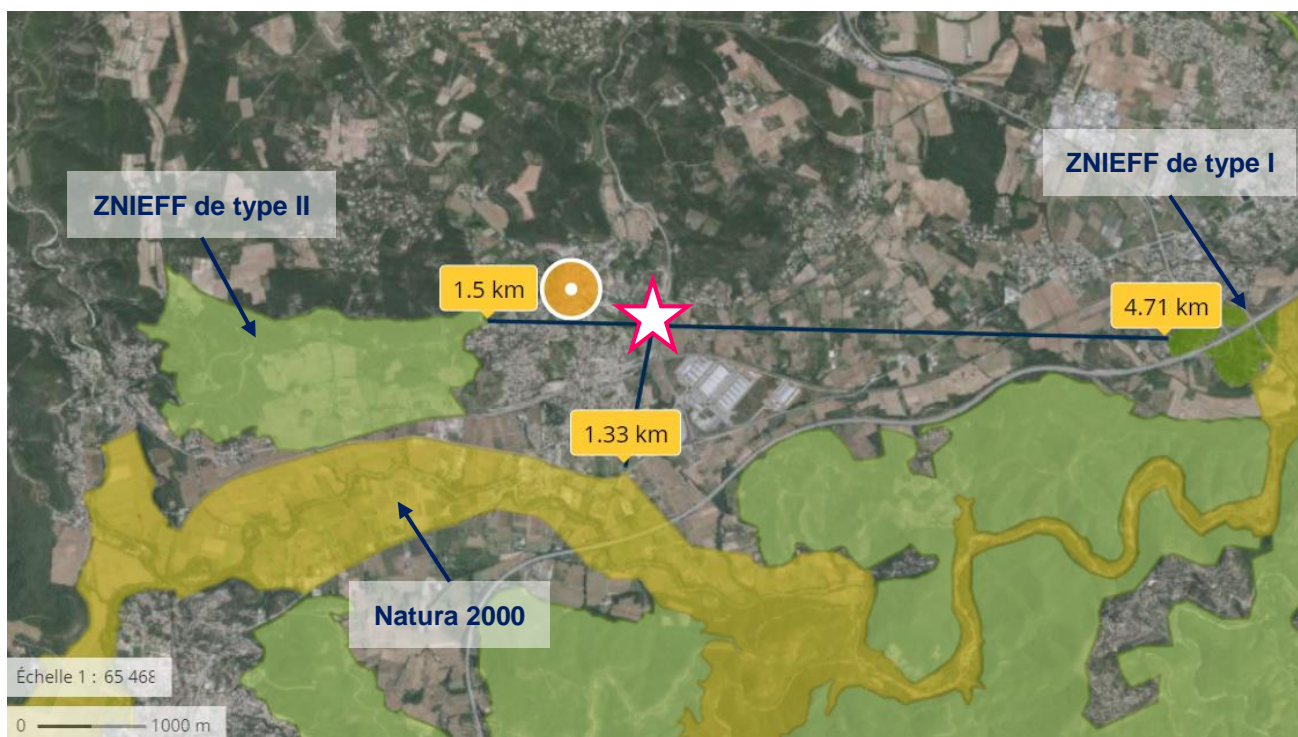 ZNIEFF de type I
ZNIEFF de type II
1.5 km
4.71 km
1.33 km
Natura 2000
Échelle 1 : 65 468
0
1000 m